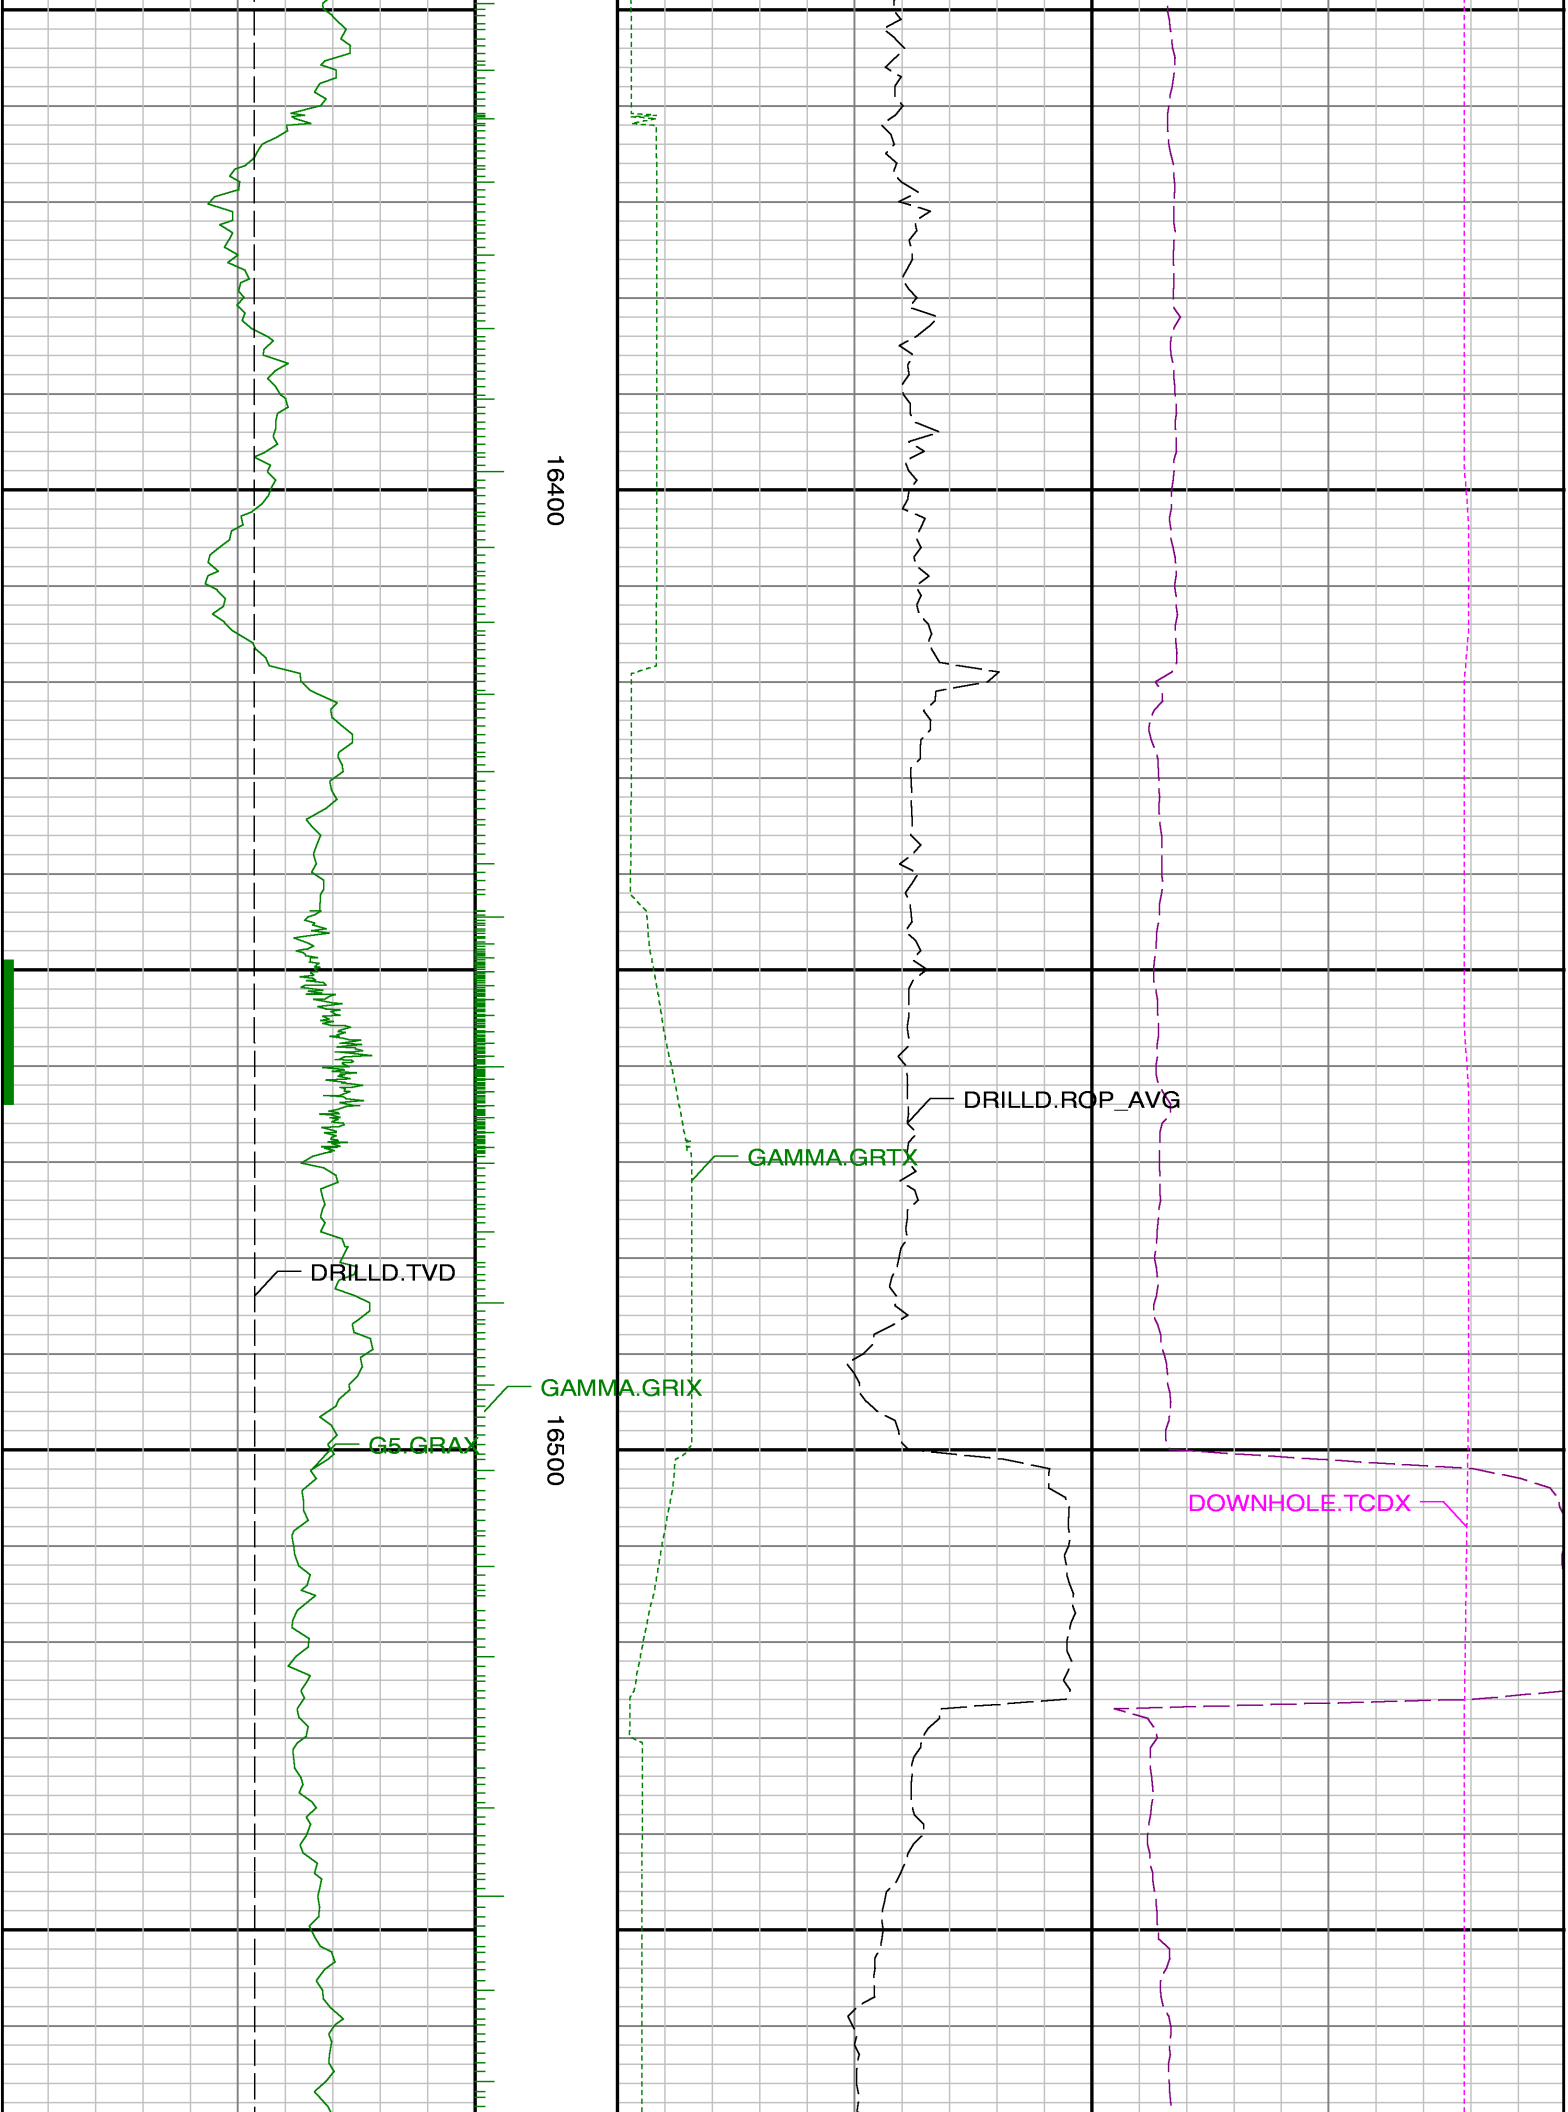 16400
DRILLD.ROP_AVG
GAMMA.GRTX
DRILLD.TVD
GAMMA.GRIX
G5.GRAX
16500
DOWNHOLE.TCDX